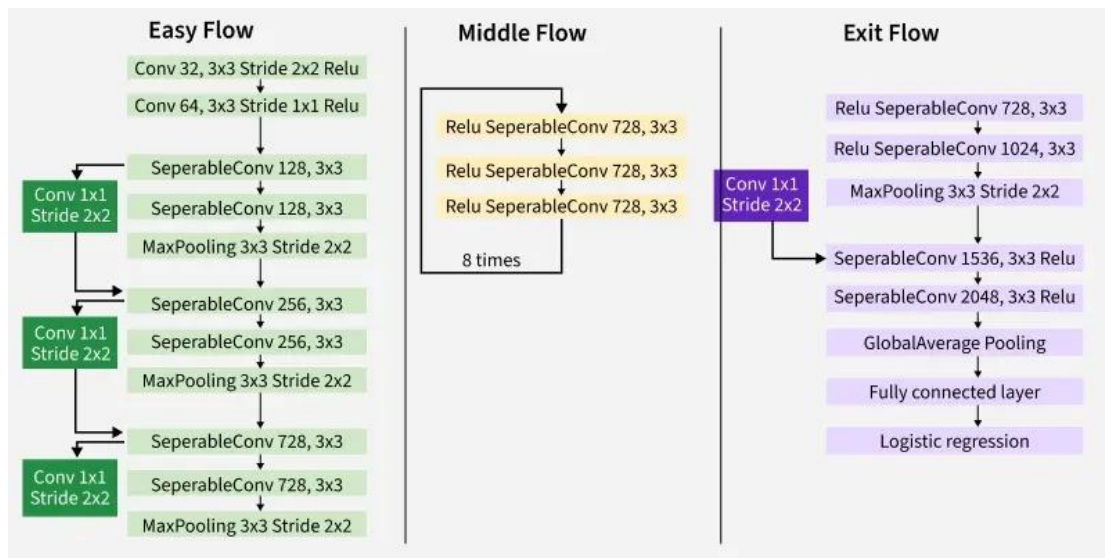 Easy Flow
Conv 32, 3x3 Stride 2x2 Relu
Conv 64, 3x3 Stride 1x1 Relu
SeperableConv 128, 3x3
Conv 1x1
Stride 2x2
SeperableConv 128, 3x3
MaxPooling 3x3 Stride 2x2
SeperableConv 256, 3x3
Conv 1x1
Stride 2x2
SeperableConv 256, 3x3
MaxPooling 3x3 Stride 2x2
SeperableConv 728, 3x3
Conv 1x1
Stride 2x2
SeperableConv 728, 3x3
MaxPooling 3x3 Stride 2x2
Middle Flow
Relu SeperableConv 728, 3x3
Relu SeperableConv 728, 3x3
Relu SeperableConv 728, 3x3
8 times
Exit Flow
Relu SeperableConv 728, 3x3
Relu SeperableConv 1024, 3x3
Conv 1x1
Stride 2x2
MaxPooling 3x3 Stride 2x2
SeperableConv 1536, 3x3 Relu
SeperableConv 2048, 3x3 Relu
GlobalAverage Pooling
Fully connected layer
Logistic regression